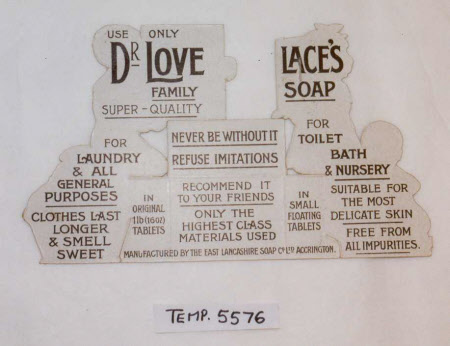 USE ONLY
DR LOVE LACE'S
FAMILY SOAP
SUPER-QUALITY
FOR
LAUNDRY
& ALL
GENERAL
PURPOSES
CLOTHES LAST
LONGER
& SMELL
SWEET
IN
ORIGINAL
1lb (16oz)
TABLETS
NEVER BE WITHOUT IT
REFUSE IMITATIONS
RECOMMEND IT
TO YOUR FRIENDS
ONLY THE
HIGHEST CLASS
MATERIALS USED
IN
SMALL
FLOATING
TABLETS
FOR
TOILET
BATH
& NURSERY
SUITABLE FOR
THE MOST
DELICATE SKIN
FREE FROM
ALL IMPURITIES.
MANUFACTURED BY THE EAST LANCASHIRE SOAP Co LTD ACCRINGTON.
TEMP. 5576